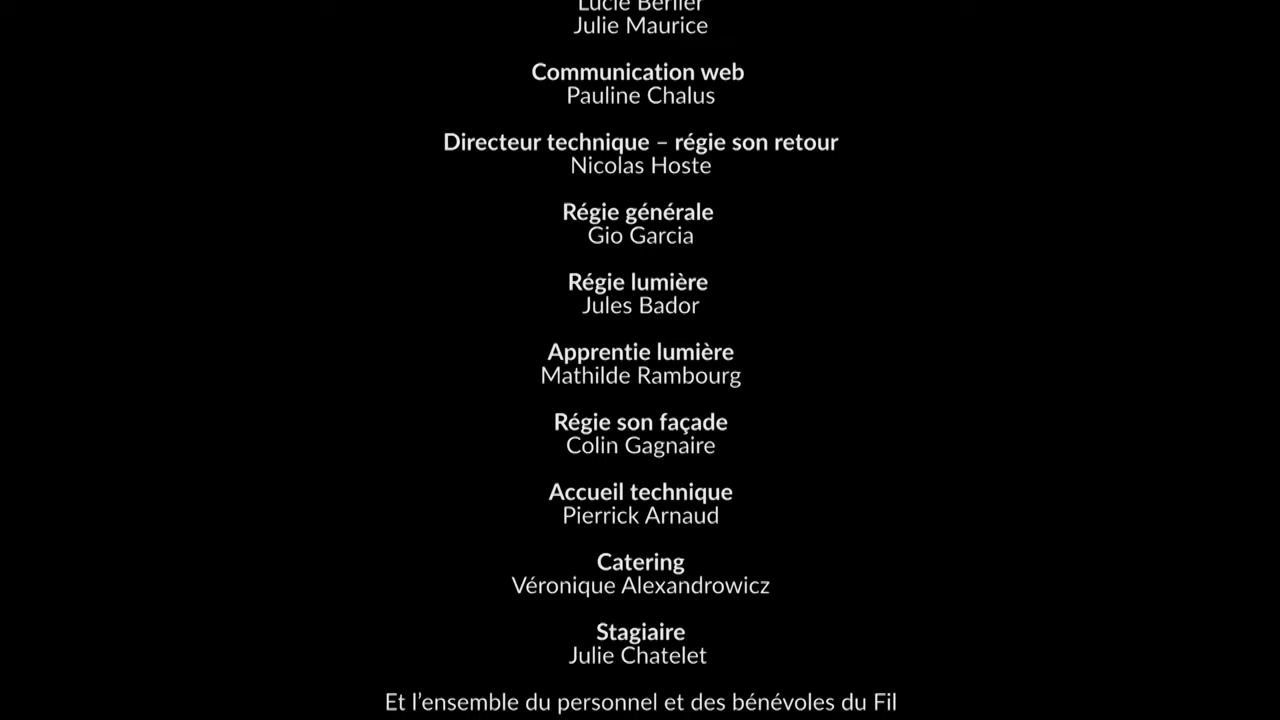 Lucie Berlier
Julie Maurice
Communication web
Pauline Chalus
Directeur technique – régie son retour
Nicolas Hoste
Régie générale
Gio Garcia
Régie lumière
Jules Bador
Apprentie lumière
Mathilde Rambourg
Régie son façade
Colin Gagnaire
Accueil technique
Pierrick Arnaud
Catering
Véronique Alexandrowicz
Stagiaire
Julie Chatelet
Et l’ensemble du personnel et des bénévoles du Fil